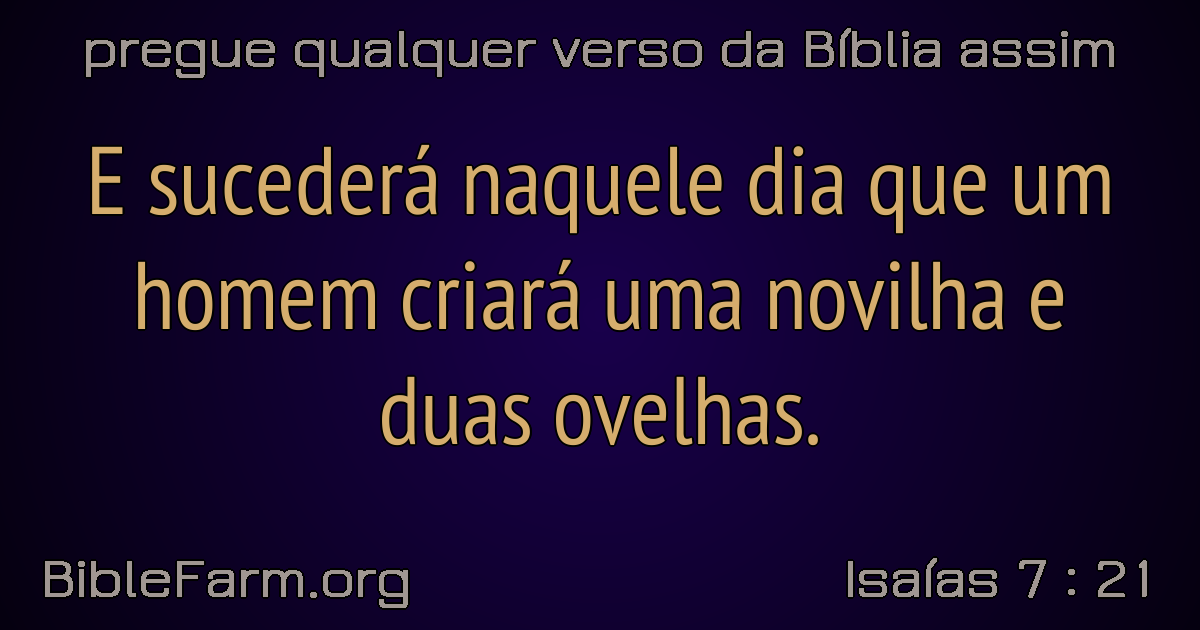 pregue qualquer verso da Bíblia assim
E sucederá naquele dia que um
homem criará uma novilha e
duas ovelhas.
BibleFarm.org
Isaías 7 : 21